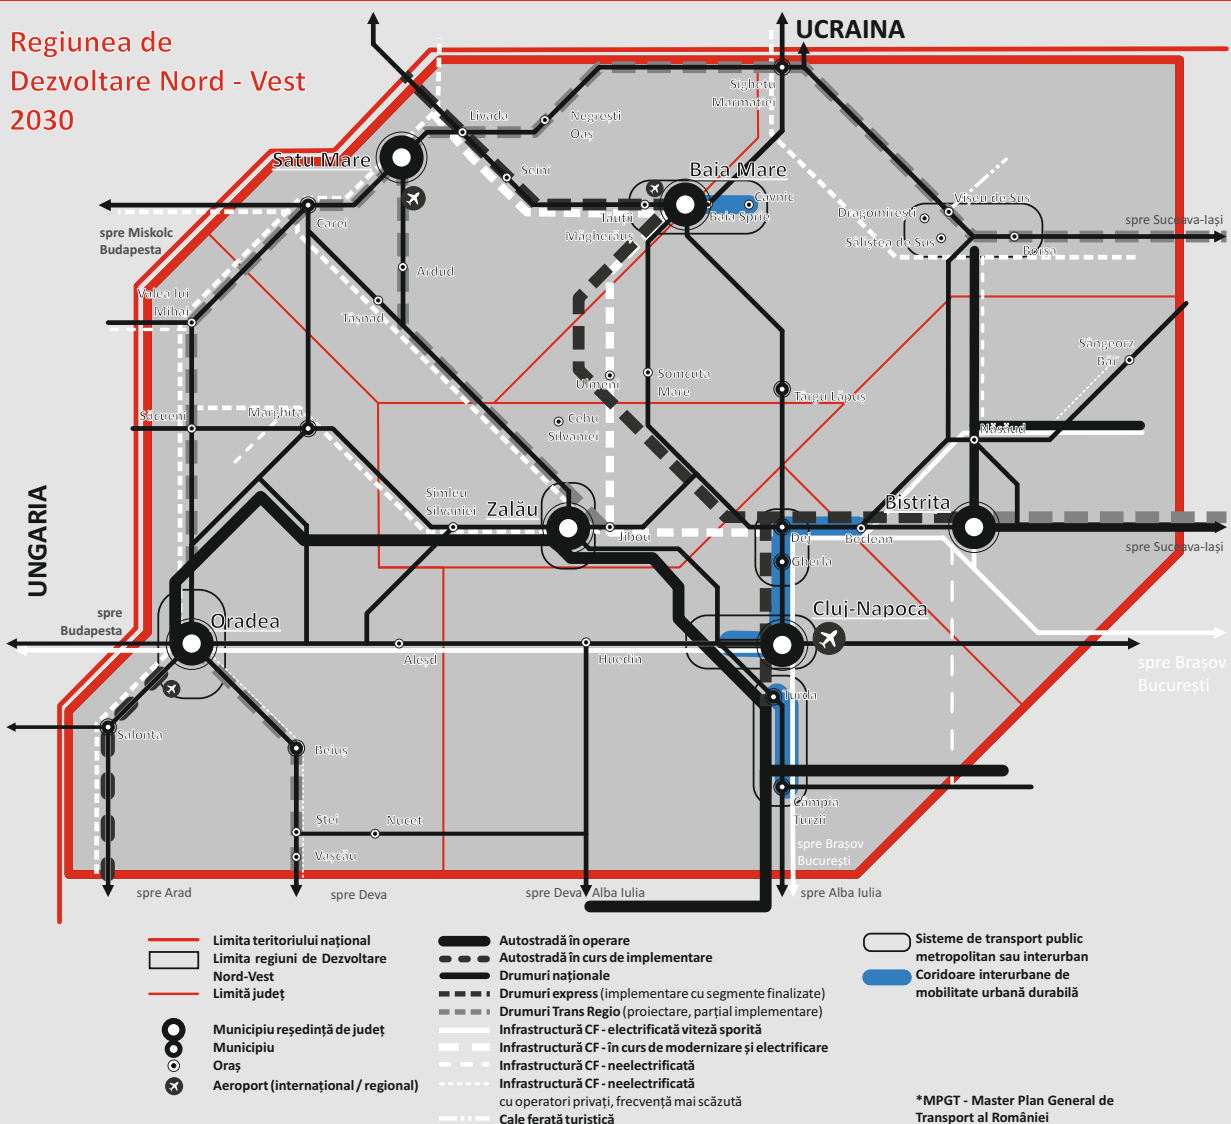 Regiunea de
Dezvoltare Nord - Vest
2030
UCRAINA
Sighetu
Marmației
Livada
Negrești
Oaș
Satu Mare
Seini
Baia Mare
Tăuții
Măgherăuș
Baia Sprie
Cavnic
Vișeu de Sus
Dragomirești
Săliștea de Sus
Borșa
spre Suceava-Iași
spre Miskolc
Budapesta
Carei
Ardud
Valea lui
Mihai
Tășnad
Ulmeni
Șomcuta
Mare
Târgu Lăpuș
Sângeorz
Băi
Săcueni
Marghita
Cehu
Silvaniei
Năsăud
UNGARIA
Șimleu
Silvaniei
Zalău
Jibou
Dej
Beclean
Bistrita
spre Suceava-Iași
Gherla
spre
Budapesta
Oradea
Aleșd
Huedin
Cluj-Napoca
spre Brașov
București
Turda
Salonta
Beiuș
Câmpia
Turzii
Ștei
Nucet
Vașcău
spre Brașov
București
spre Arad
spre Deva
spre Deva
Alba Iulia
spre Alba Iulia
Limita teritoriului național
Limita regiuni de Dezvoltare
Nord-Vest
Limită județ
Municipiu reședință de județ
Municipiu
Oraș
Aeroport (internațional / regional)
Autostradă în operare
Autostradă în curs de implementare
Drumuri naționale
Drumuri express (implementare cu segmente finalizate)
Drumuri Trans Regio (proiectare, parțial implementare)
Infrastructură CF - electrificată viteză sporită
Infrastructură CF - în curs de modernizare și electrificare
Infrastructură CF - neelectrificată
Infrastructură CF - neelectrificată
cu operatori privați, frecvență mai scăzută
Cale ferată turistică
Sisteme de transport public
metropolitan sau interurban
Coridoare interurbane de
mobilitate urbană durabilă
*MPGT - Master Plan General de
Transport al României